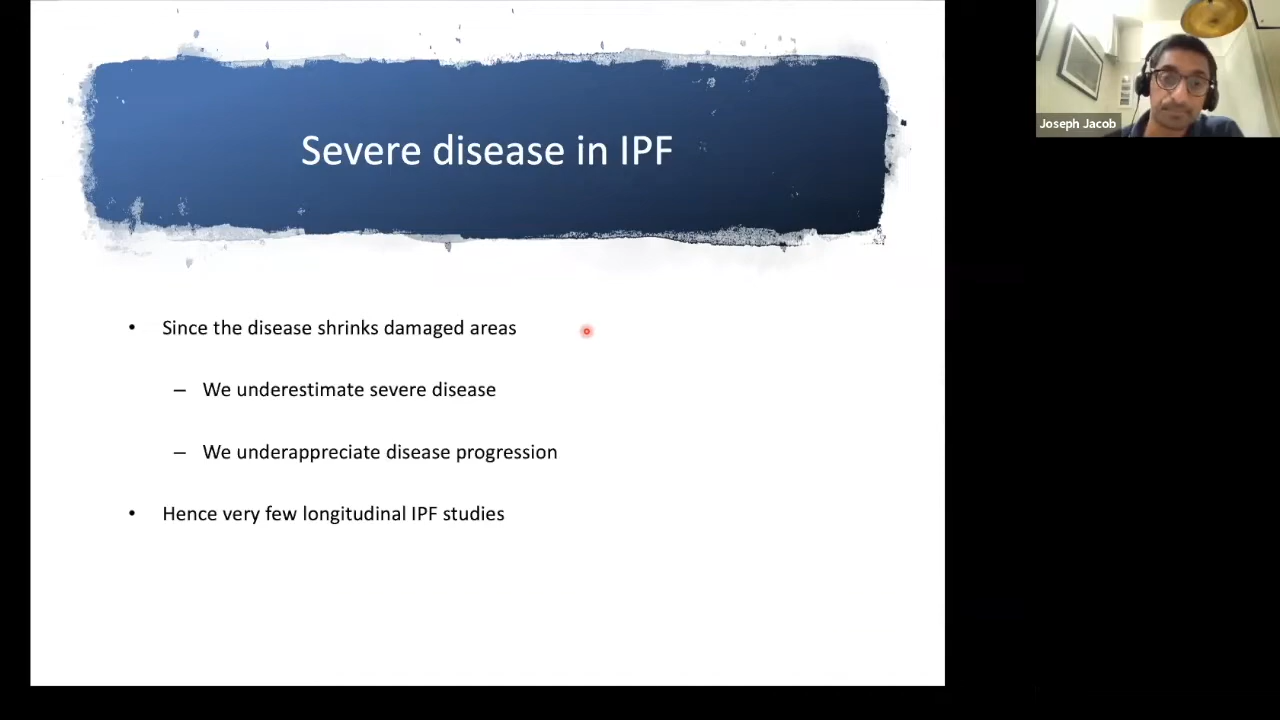 Severe disease in IPF
Joseph Jacob
• Since the disease shrinks damaged areas
– We underestimate severe disease
– We underappreciate disease progression
• Hence very few longitudinal IPF studies